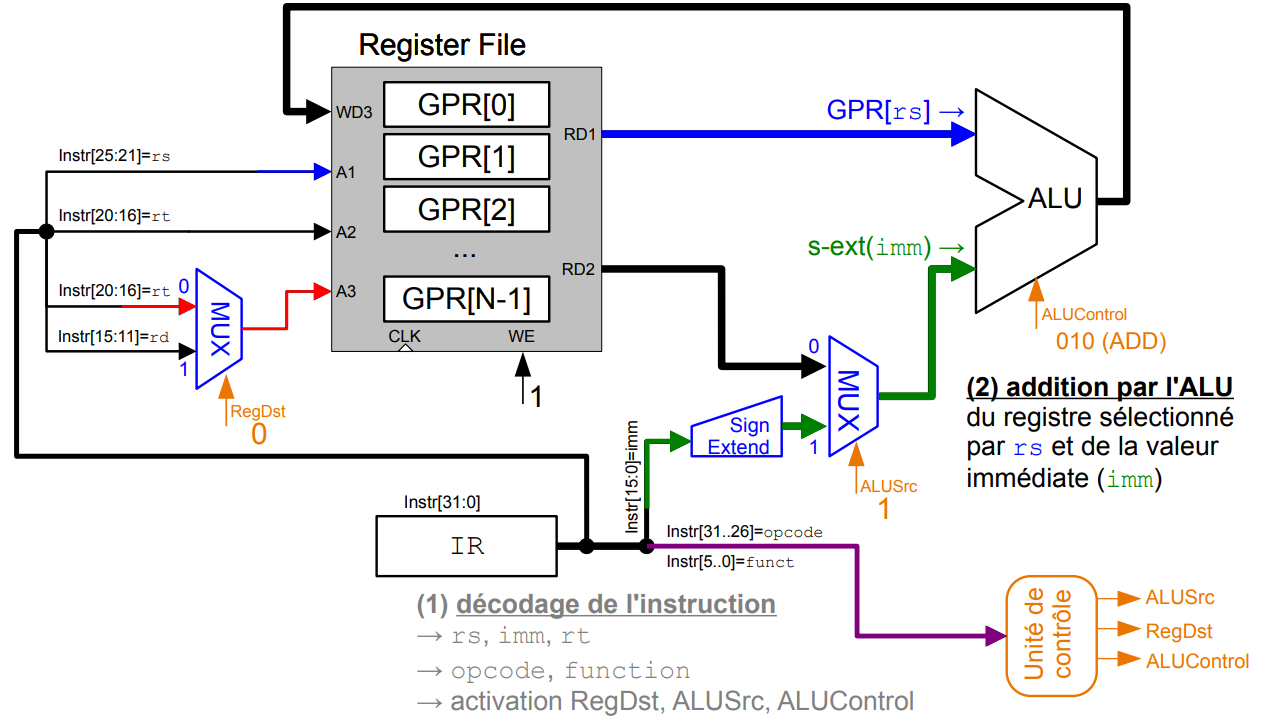 Register File
GPR[0]
WD3
GPR[rs] →
RD1
GPR[1]
Instr[25:21]=rs
A1
GPR[2]
ALU
Instr[20:16]=rt
A2
...
s-ext(imm) →
RD2
Instr[20:16]=rt
0
A3
GPR[N-1]
MUX
ALUControl
010 (ADD)
Instr[15:11]=rd
1
CLK
WE
1
RegDst
0
0
MUX
1
Sign
Extend
Instr[15:0]=imm
ALUSrc
1
(2) addition par l'ALU
du registre sélectionné
par rs et de la valeur
immédiate (imm)
Instr[31:0]
IR
Instr[31..26]=opcode
Instr[5..0]=funct
(1) décodage de l'instruction
→ rs, imm, rt
→ opcode, function
→ activation RegDst, ALUSrc, ALUControl
Unité de
contrôle
ALUSrc
RegDst
ALUControl